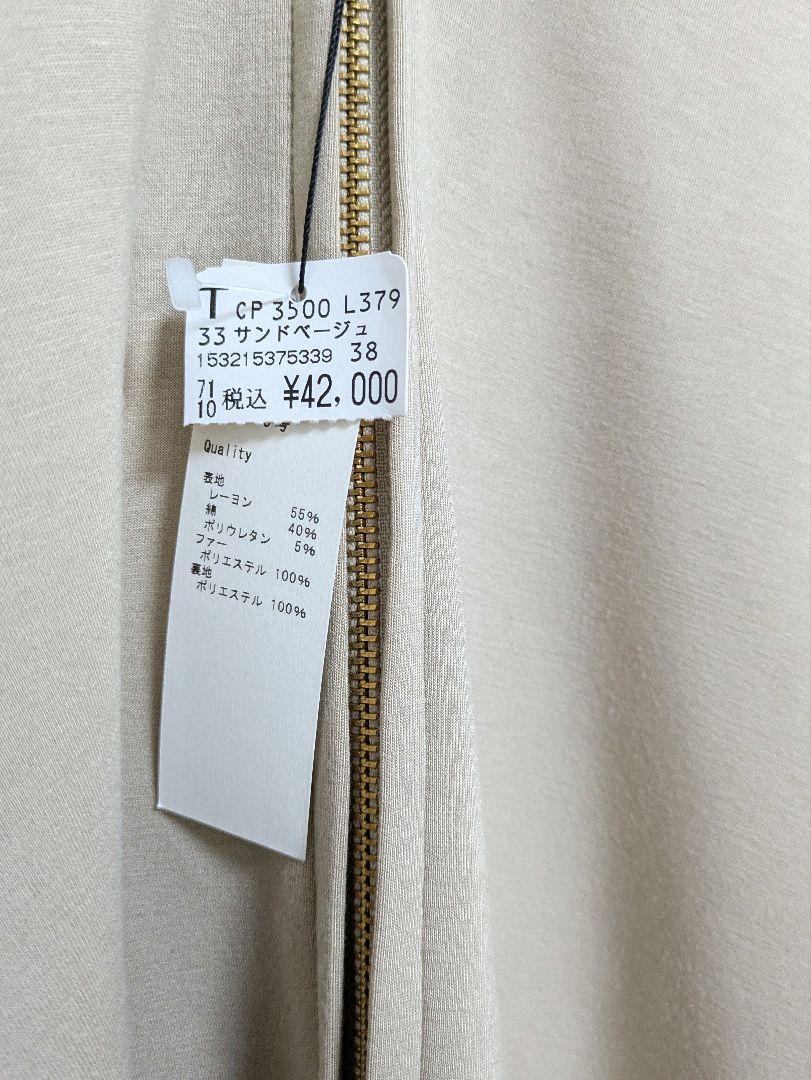 T CP 3500 L379
33 サンドベージュ
153215375339 38
71
10 税込 ¥42,000
号
Quality
表地
レーヨン 55%
綿 40%
ポリウレタン 5%
ファー
ポリエステル 100%
裏地
ポリエステル 100%